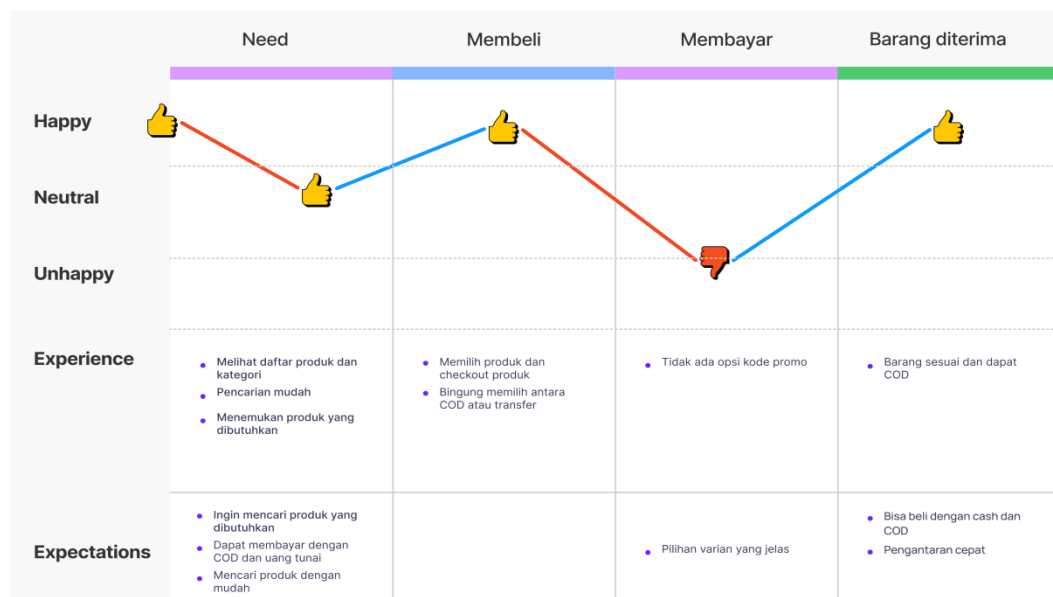 Need
Membeli
Membayar
Barang diterima
Happy
Neutral
Unhappy
Experience
Melihat daftar produk dan
kategori
Pencarian mudah
Menemukan produk yang
dibutuhkan
Memilih produk dan
checkout produk
Bingung memilih antara
COD atau transfer
Tidak ada opsi kode promo
Barang sesuai dan dapat
COD
Expectations
Ingin mencari produk yang
dibutuhkan
Dapat membayar dengan
COD dan uang tunai
Mencari produk dengan
mudah
Pilihan varian yang jelas
Bisa beli dengan cash dan
COD
Pengantaran cepat